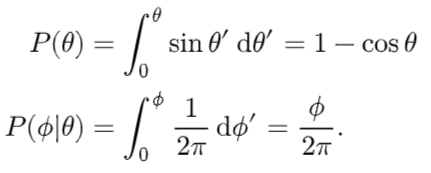 P(θ) = ∫₀^θ sin θ′ dθ′ = 1 − cos θ
P(ϕ|θ) = ∫₀^ϕ 1/2π dϕ′ = ϕ/2π.